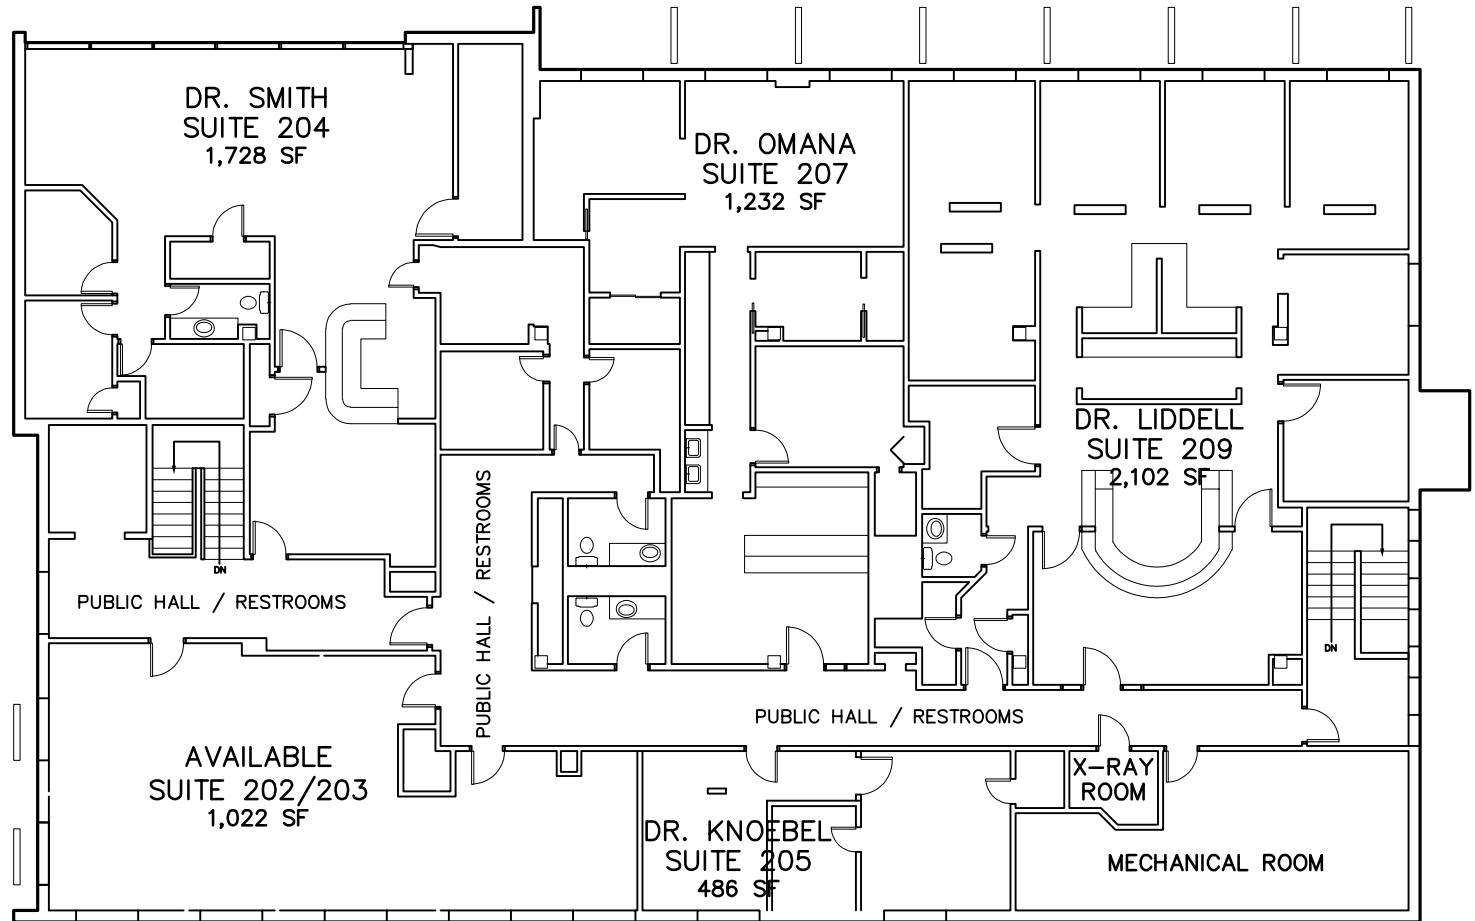 DR. SMITH
SUITE 204
1,728 SF
DR. OMANA
SUITE 207
1,232 SF
DR. LIDDELL
SUITE 209
2,102 SF
DN
PUBLIC HALL / RESTROOMS
PUBLIC HALL / RESTROOMS
DN
PUBLIC HALL / RESTROOMS
AVAILABLE
SUITE 202/203
1,022 SF
X-RAY
ROOM
DR. KNOEBEL
SUITE 205
486 SF
MECHANICAL ROOM